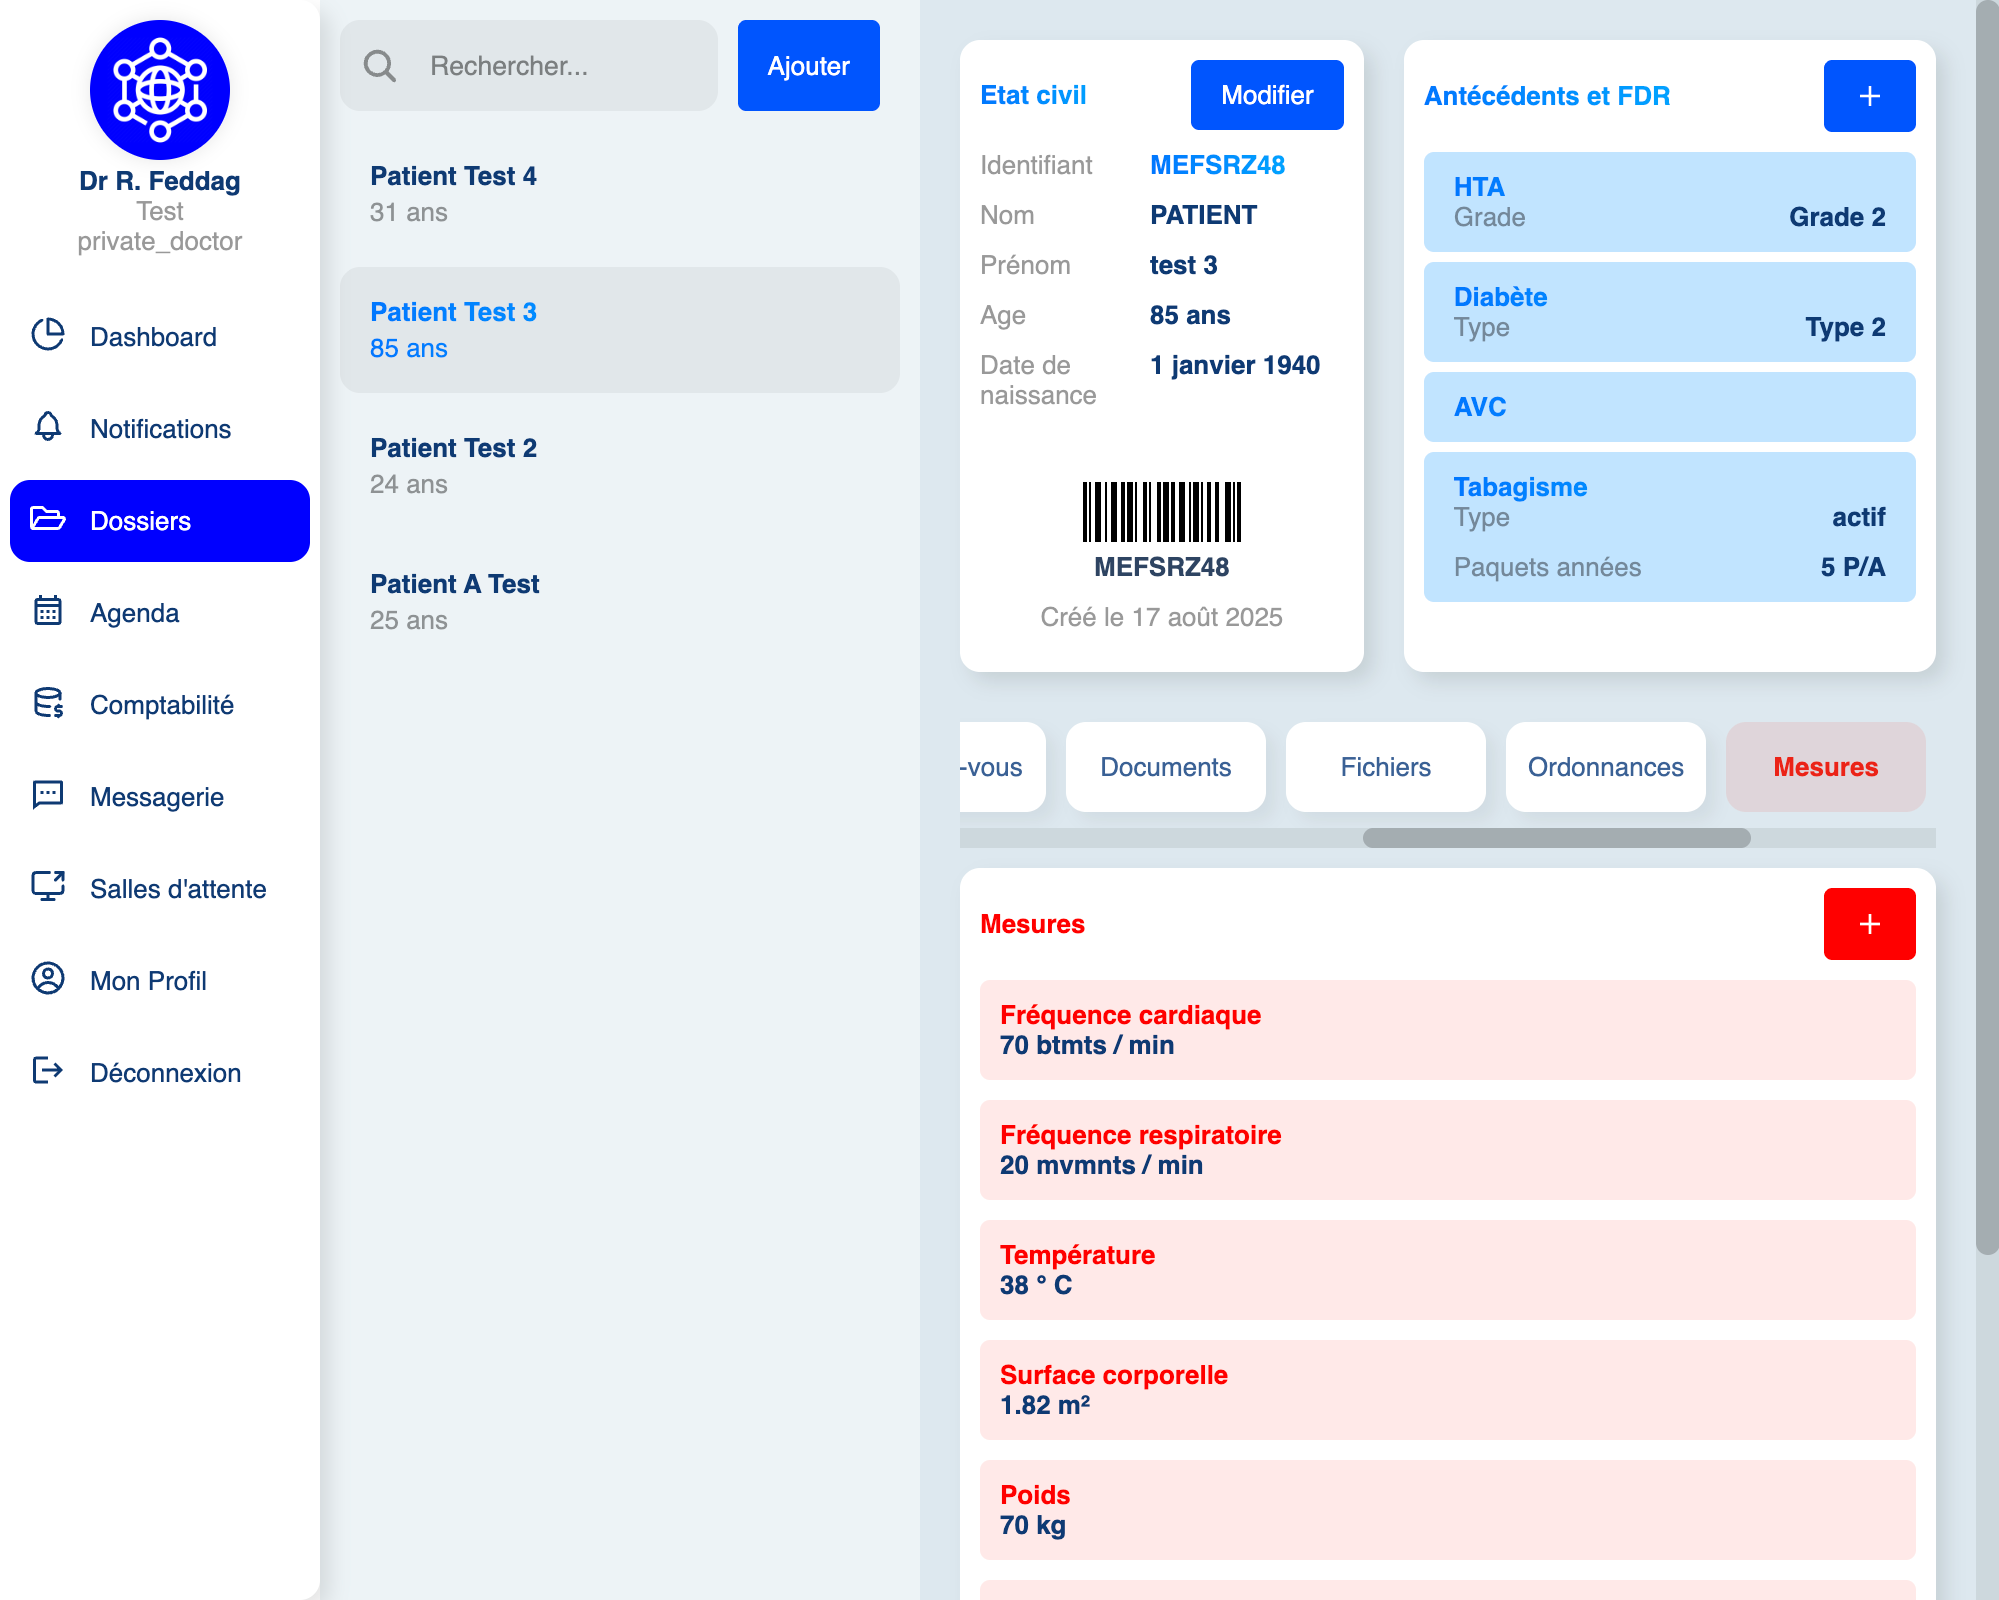 Dr R. Feddag
Test
private_doctor
Dashboard
Notifications
Dossiers
Agenda
Comptabilité
Messagerie
Salles d'attente
Mon Profil
Déconnexion
Rechercher...
Ajouter
Patient Test 4
31 ans
Patient Test 3
85 ans
Patient Test 2
24 ans
Patient A Test
25 ans
Etat civil
Modifier
Identifiant MEFSRZ48
Nom PATIENT
Prénom test 3
Age 85 ans
Date de naissance 1 janvier 1940
MEFSRZ48
Créé le 17 août 2025
Antécédents et FDR
+
HTA
Grade Grade 2
Diabète
Type Type 2
AVC
Tabagisme
Type actif
Paquets années 5 P/A
-vous
Documents
Fichiers
Ordonnances
Mesures
Mesures
+
Fréquence cardiaque
70 btmts / min
Fréquence respiratoire
20 mvmnts / min
Température
38 ° C
Surface corporelle
1.82 m²
Poids
70 kg